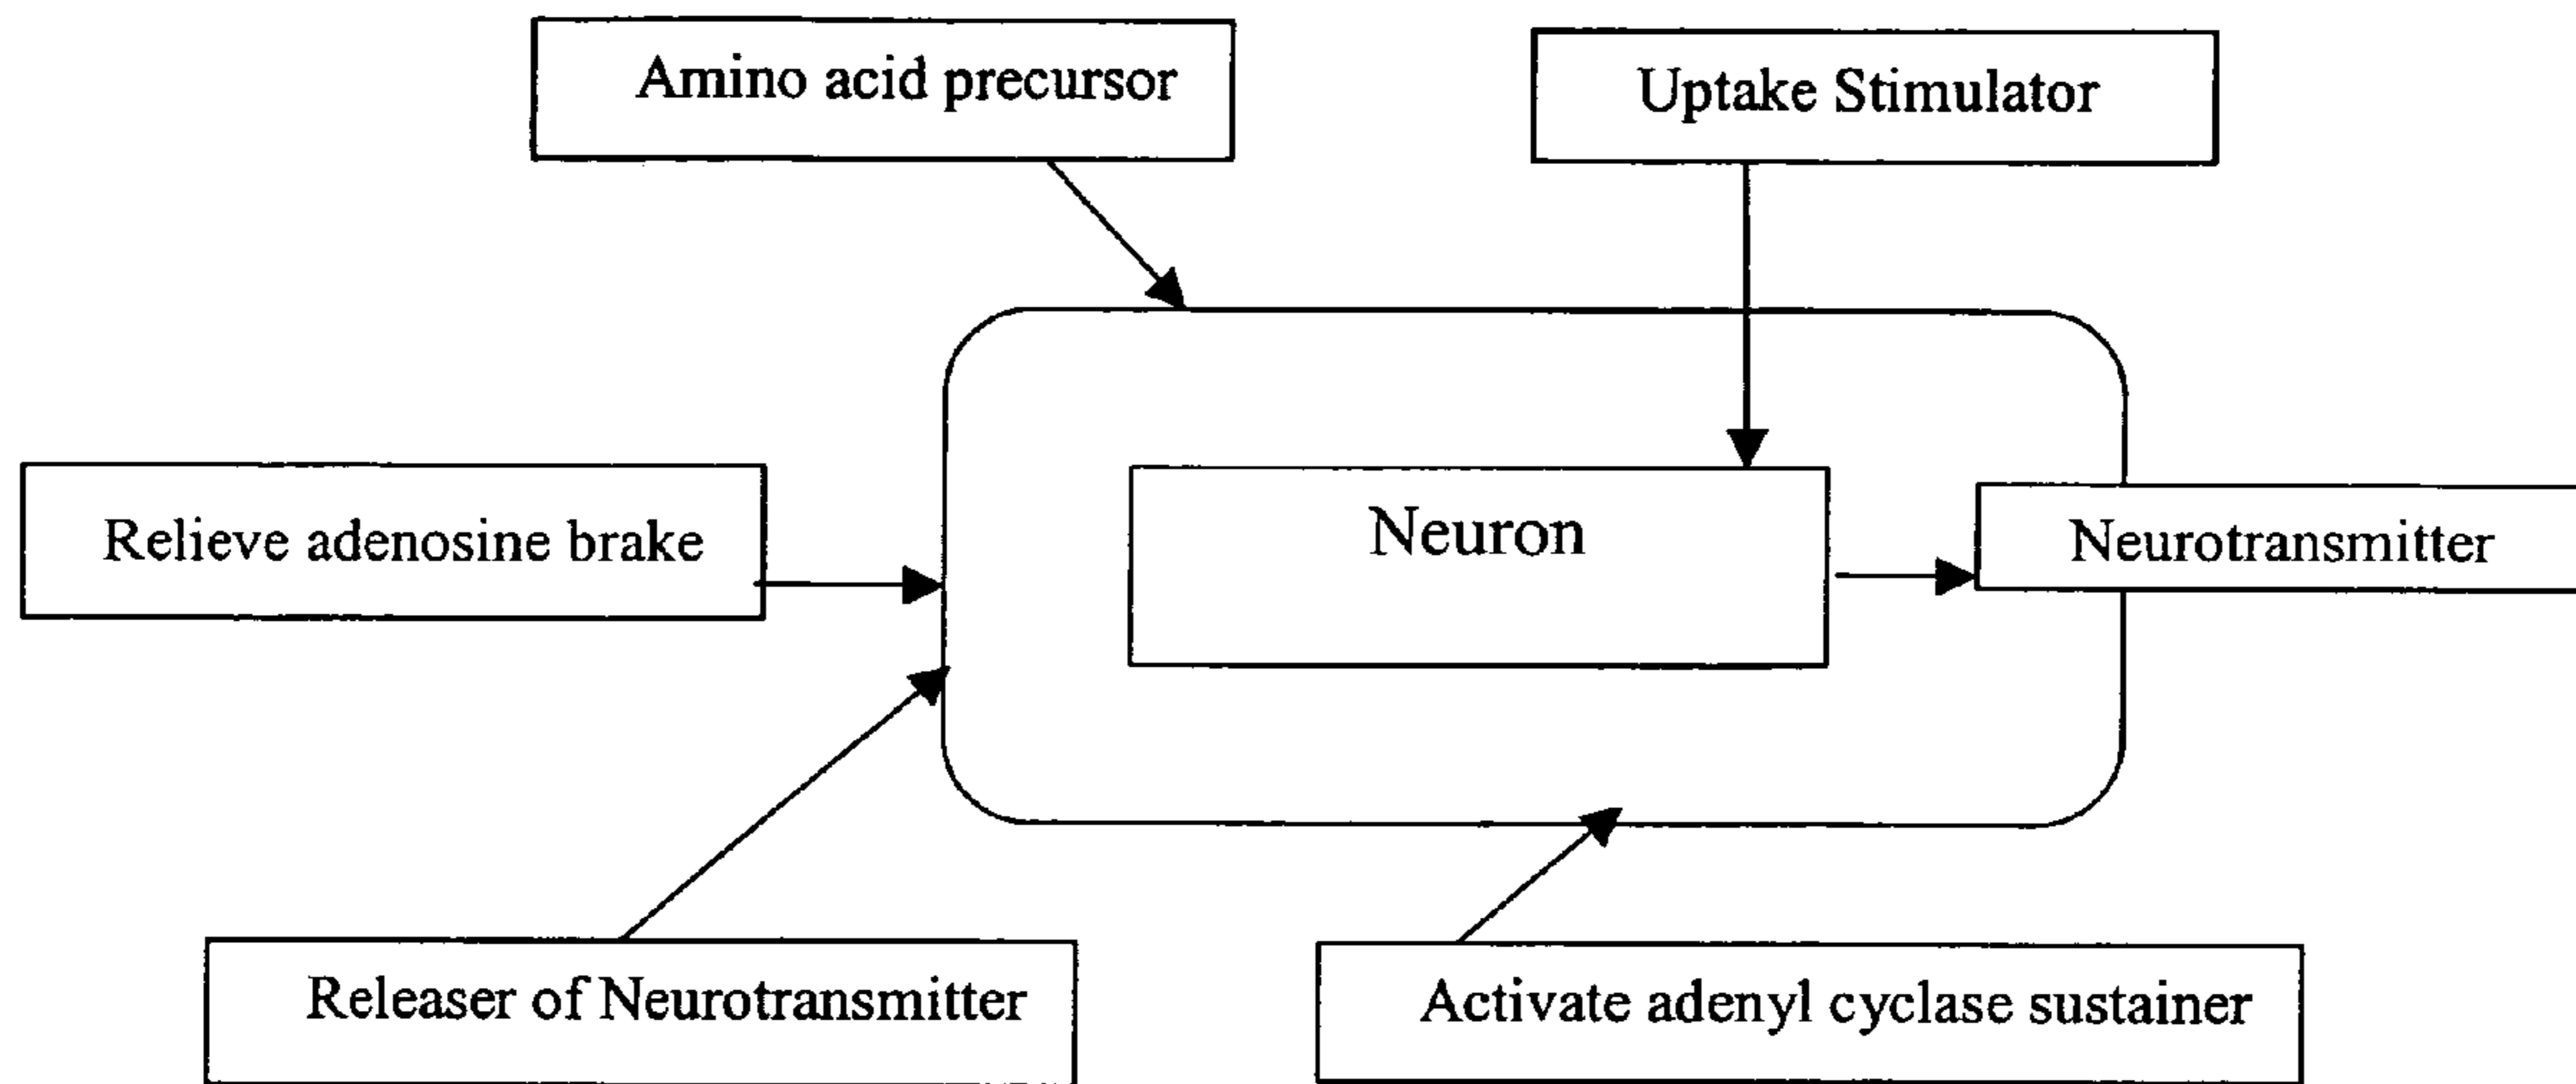 Amino acid precursor
Uptake Stimulator
Relieve adenosine brake
Neuron
Neurotransmitter
Releaser of Neurotransmitter
Activate adenyl cyclase sustainer